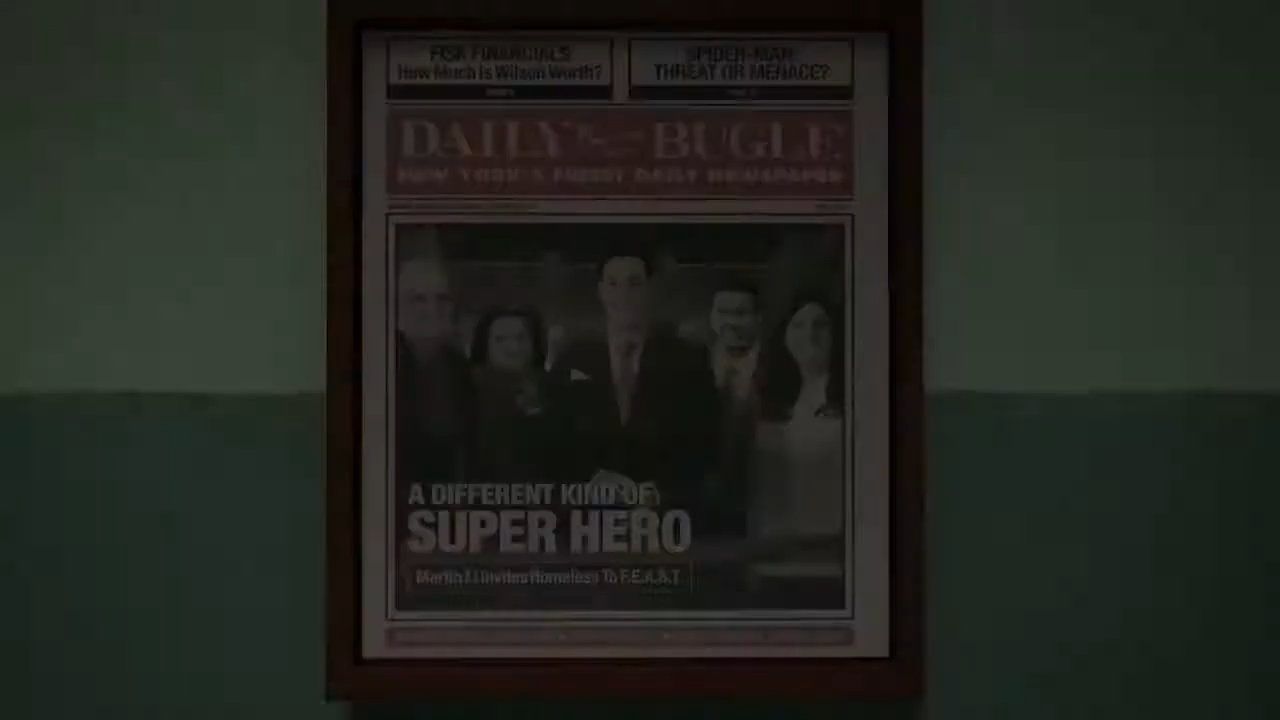 FISK FINANCIALS
How Much Is Wilson Worth?
SPIDER-MAN:
THREAT OR MENACE?
DAILY BUGLE
NEW YORK'S FINEST DAILY NEWSPAPER
A DIFFERENT KIND OF
SUPER HERO
Martin Li Invites Homeless To F.E.A.S.T